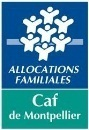 ALLOCATIONS
FAMILIALES
Caf
de Montpellier